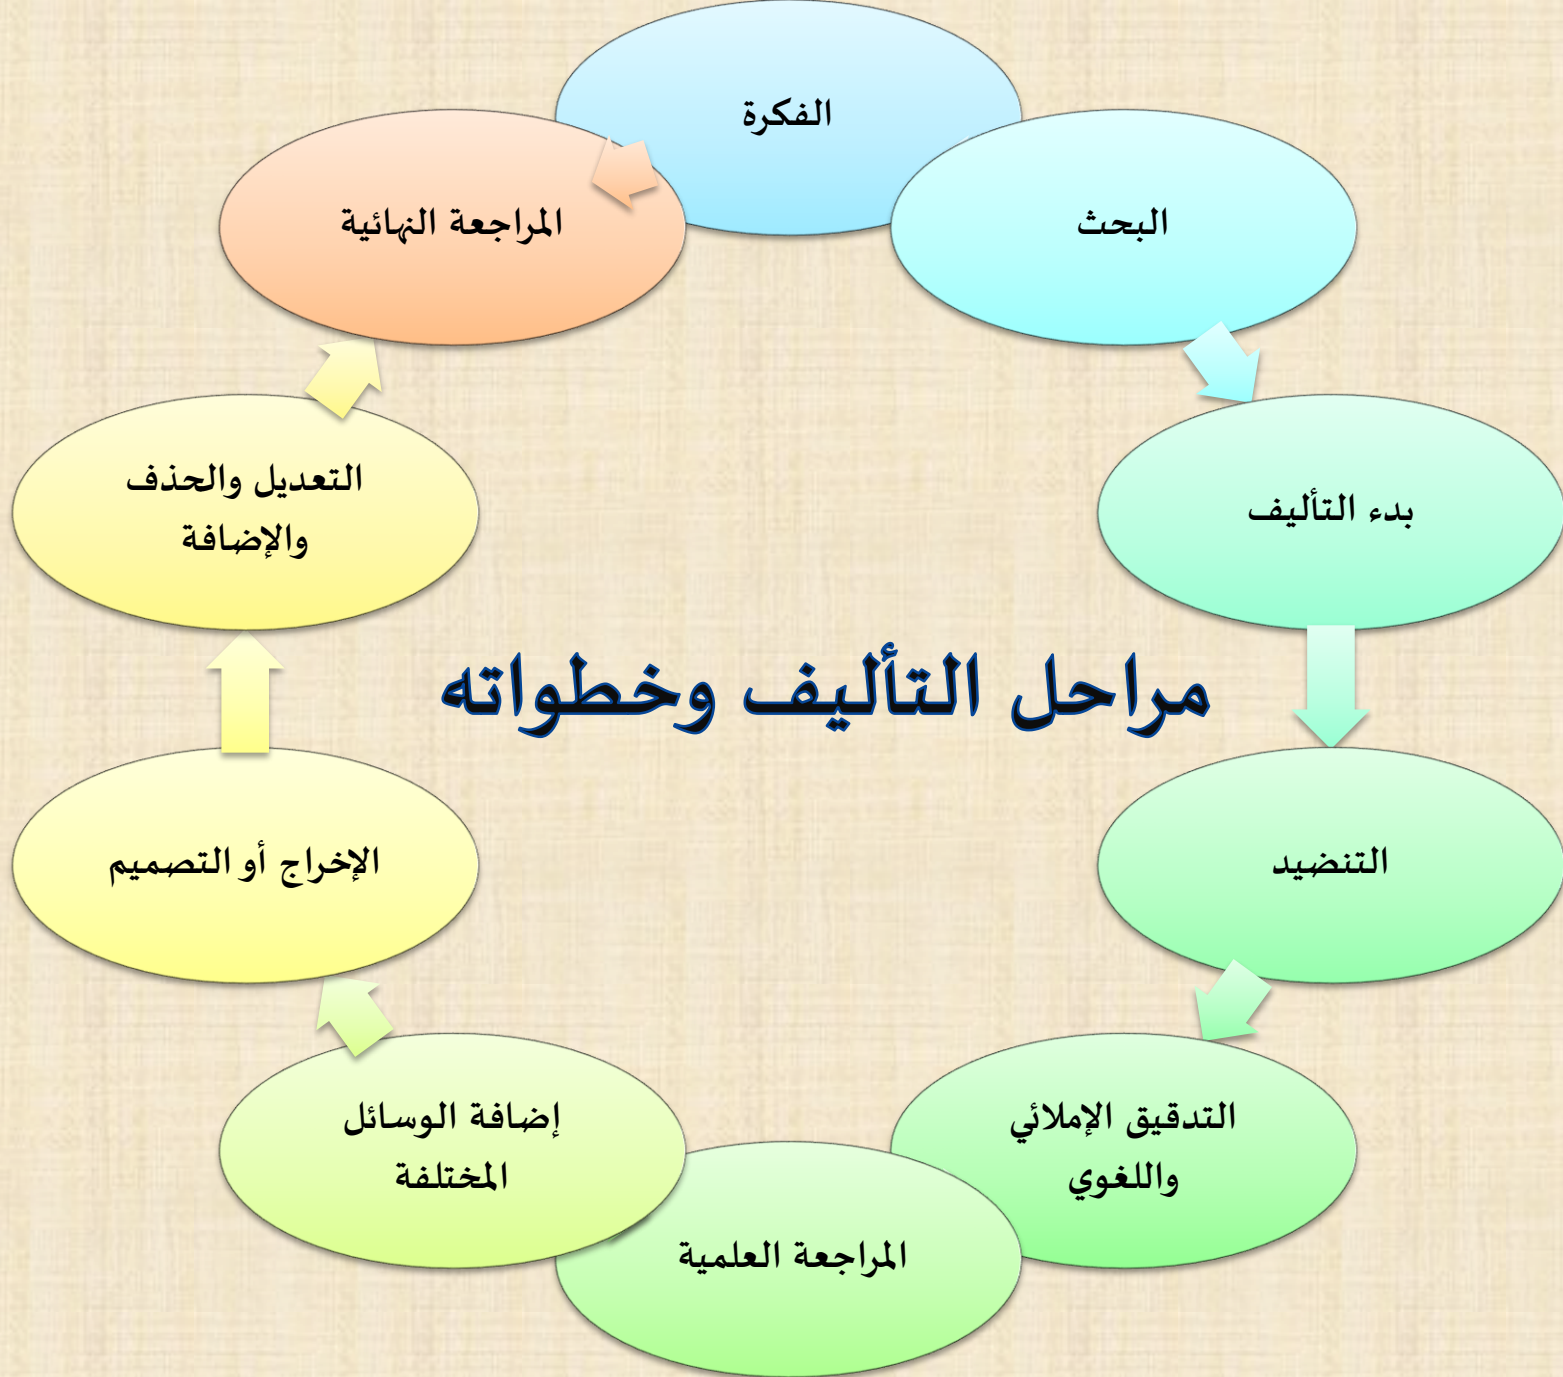 مراحل التأليف وخطواته
الفكرة
البحث
بدء التأليف
التنضيد
التدقيق الإملائي
واللغوي
المراجعة العلمية
إضافة الوسائل
المختلفة
الإخراج أو التصميم
التعديل والحذف
والإضافة
المراجعة النهائية